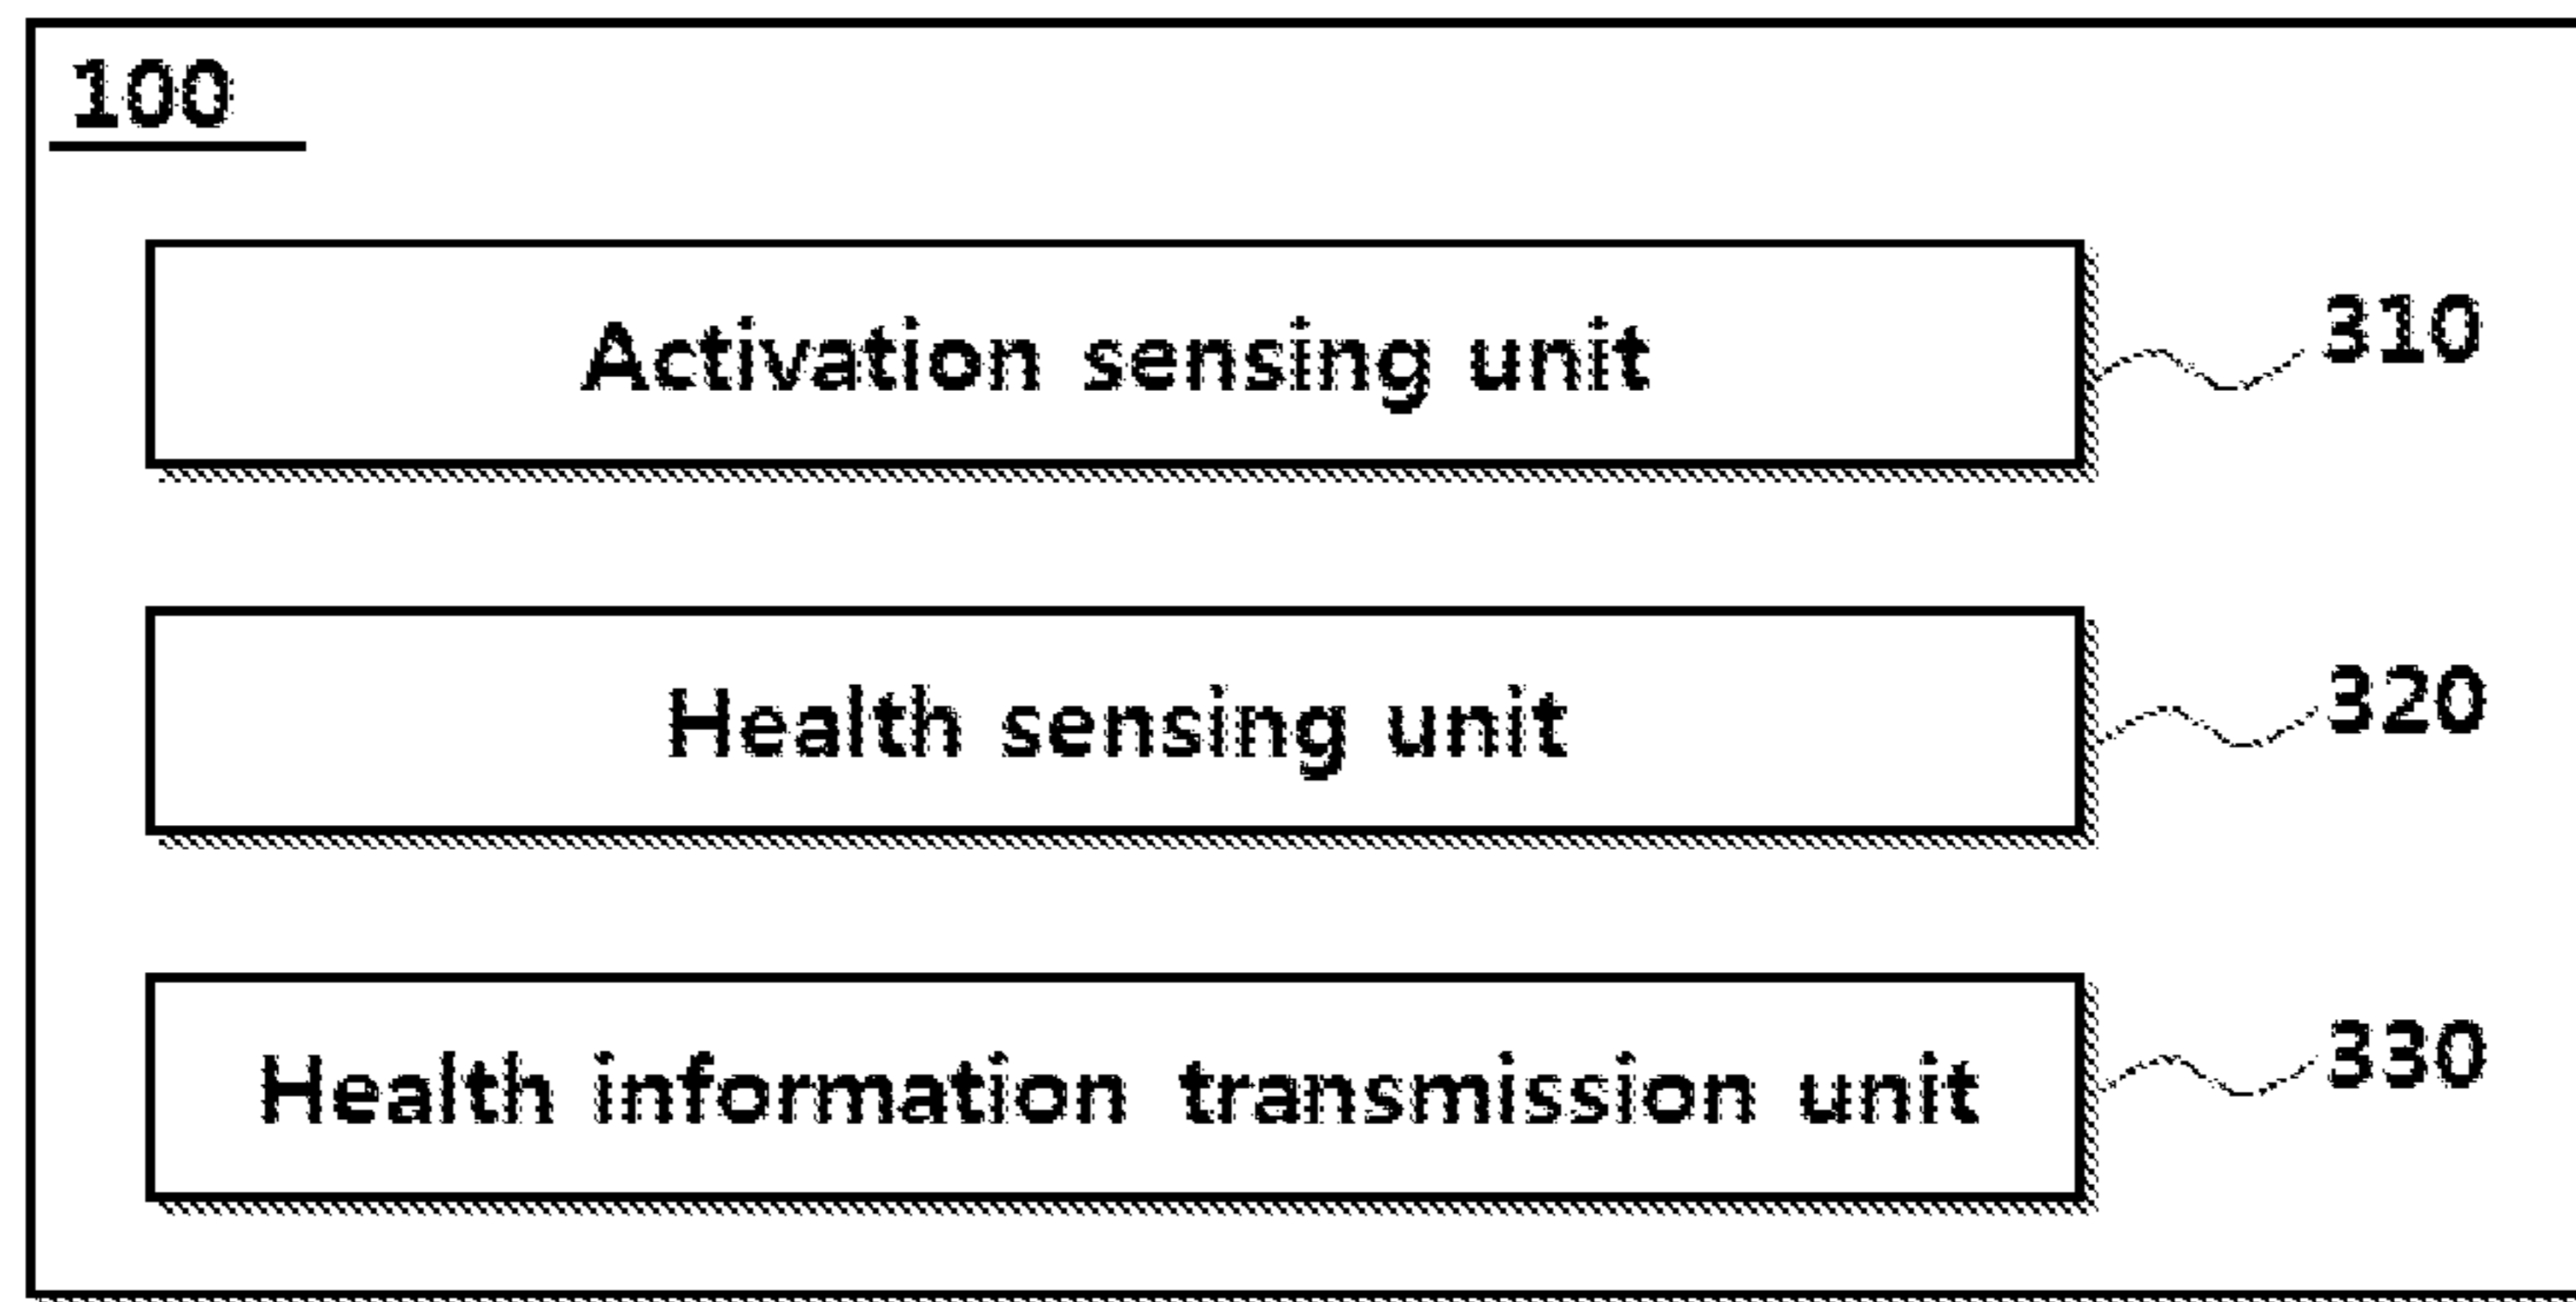 100
Activation sensing unit
310
Health sensing unit
320
Health information transmission unit
330